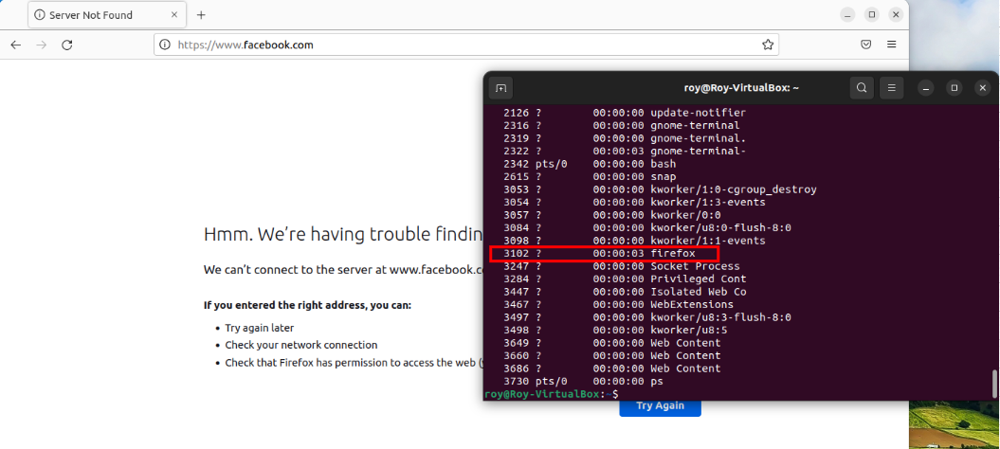 Server Not Found
https://www.facebook.com
roy@Roy-VirtualBox: ~
2126 ? 00:00:00 update-notifier
2316 ? 00:00:00 gnome-terminal
2319 ? 00:00:00 gnome-terminal.
2322 ? 00:00:03 gnome-terminal-
2342 pts/0 00:00:00 bash
2615 ? 00:00:00 snap
3053 ? 00:00:00 kworker/1:0-cgroup_destroy
3054 ? 00:00:00 kworker/1:3-events
3057 ? 00:00:00 kworker/0:0
3084 ? 00:00:00 kworker/u8:0-flush-8:0
3098 ? 00:00:00 kworker/1:1-events
3102 ? 00:00:03 firefox
3247 ? 00:00:00 Socket Process
3284 ? 00:00:00 Privileged Cont
3447 ? 00:00:00 Isolated Web Co
3467 ? 00:00:00 WebExtensions
3497 ? 00:00:00 kworker/u8:3-flush-8:0
3498 ? 00:00:00 kworker/u8:5
3649 ? 00:00:00 Web Content
3660 ? 00:00:00 Web Content
3686 ? 00:00:00 Web Content
3730 pts/0 00:00:00 ps
roy@Roy-VirtualBox:~$
Hmm. We're having trouble findin
We can't connect to the server at www.facebook.c
If you entered the right address, you can:
• Try again later
• Check your network connection
• Check that Firefox has permission to access the web (
Try Again